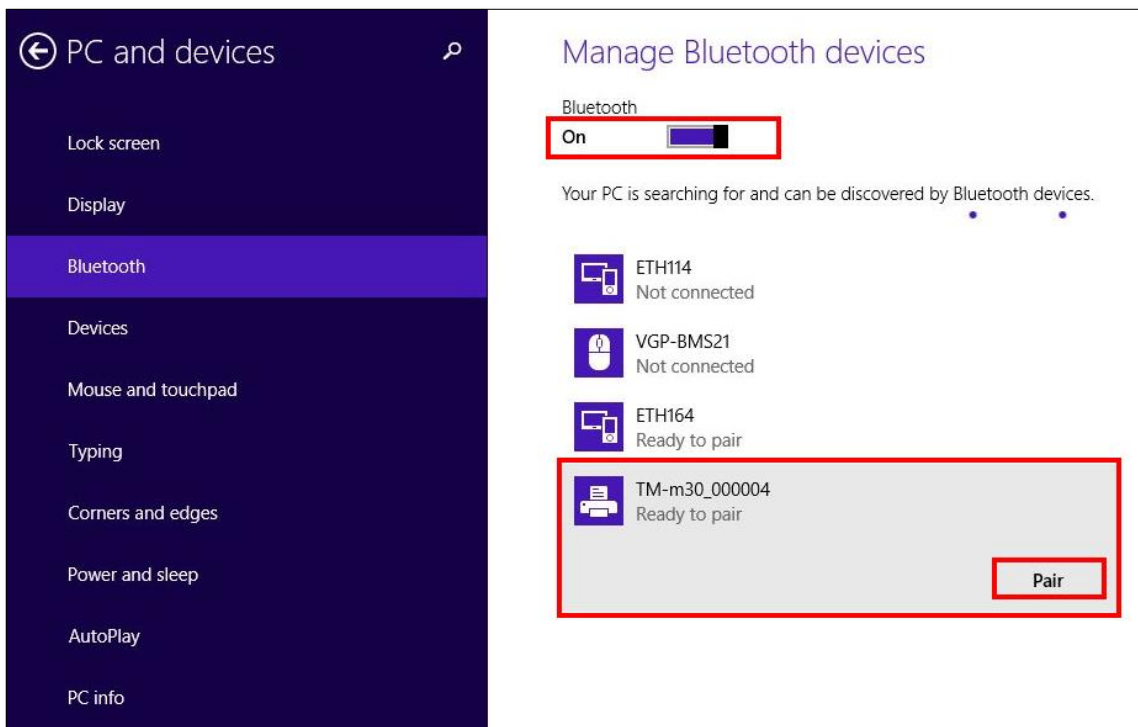 PC and devices
Lock screen
Display
Bluetooth
Devices
Mouse and touchpad
Typing
Corners and edges
Power and sleep
AutoPlay
PC info
Manage Bluetooth devices
Bluetooth
On
Your PC is searching for and can be discovered by Bluetooth devices.
ETH114
Not connected
VGP-BMS21
Not connected
ETH164
Ready to pair
TM-m30_000004
Ready to pair
Pair